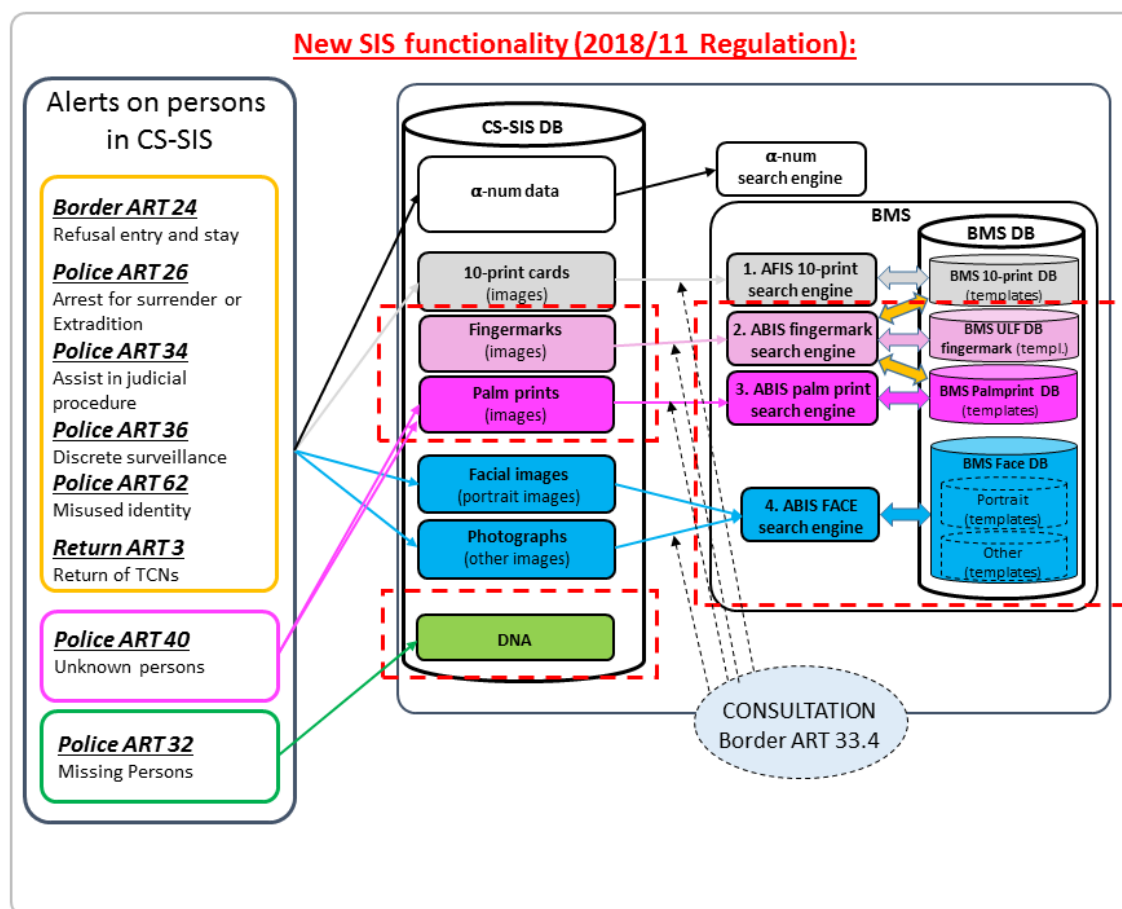 New SIS functionality (2018/11 Regulation):
Alerts on persons
in CS-SIS
Border ART 24
Refusal entry and stay
Police ART 26
Arrest for surrender or
Extradition
Police ART 34
Assist in judicial
procedure
Police ART 36
Discrete surveillance
Police ART 62
Misused identity
Return ART 3
Return of TCNs
Police ART 40
Unknown persons
Police ART 32
Missing Persons
CS-SIS DB
α-num data
10-print cards
(images)
Fingermarks
(images)
Palm prints
(images)
Facial images
(portrait images)
Photographs
(other images)
DNA
α-num
search engine
BMS
1. AFIS 10-print
search engine
2. ABIS fingermark
search engine
3. ABIS palm print
search engine
4. ABIS FACE
search engine
BMS DB
BMS 10-print DB
(templates)
BMS ULF DB
fingermark (templ.)
BMS Palmprint DB
(templates)
BMS Face DB
Portrait
(templates)
Other
(templates)
CONSULTATION
Border ART 33.4